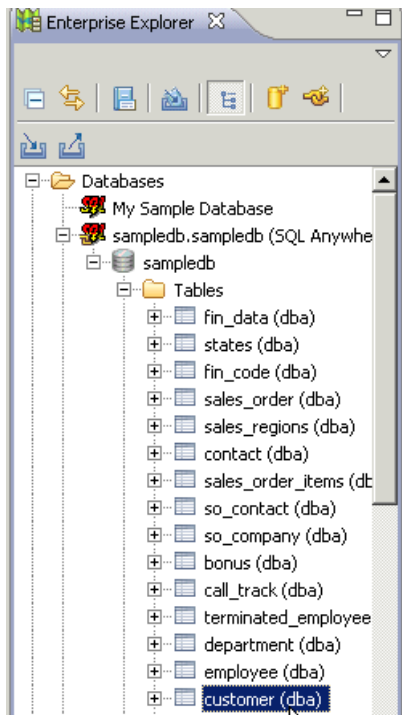 Enterprise Explorer
Databases
My Sample Database
sampledb.sampledb (SQL Anywhe
sampledb
Tables
fin_data (dba)
states (dba)
fin_code (dba)
sales_order (dba)
sales_regions (dba)
contact (dba)
sales_order_items (db
so_contact (dba)
so_company (dba)
bonus (dba)
call_track (dba)
terminated_employee
department (dba)
employee (dba)
customer (dba)